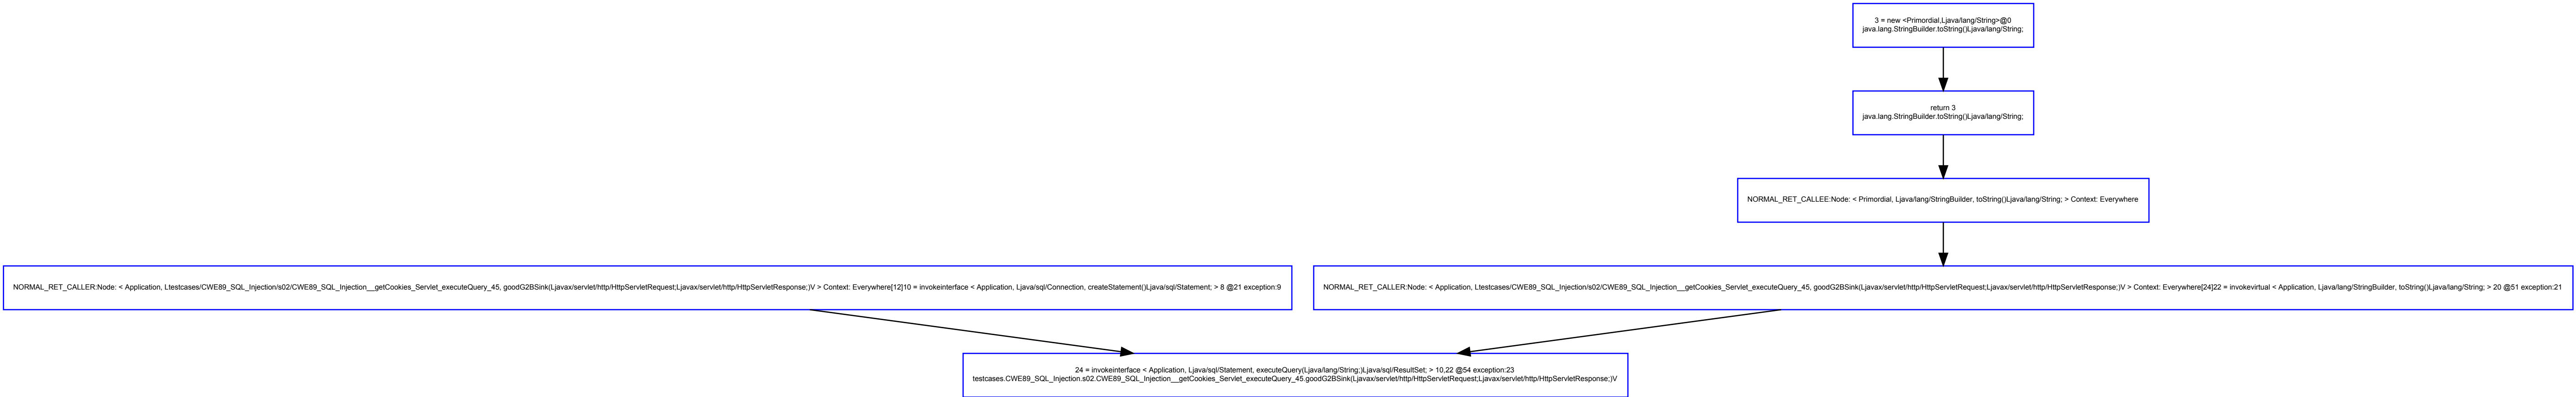 3 = new <Primordial,Ljava/lang/String>@0
java.lang.StringBuilder.toString()Ljava/lang/String;
return 3
java.lang.StringBuilder.toString()Ljava/lang/String;
NORMAL_RET_CALLEE:Node: < Primordial, Ljava/lang/StringBuilder, toString()Ljava/lang/String; > Context: Everywhere
NORMAL_RET_CALLER:Node: < Application, Ltestcases/CWE89_SQL_Injection/s02/CWE89_SQL_Injection__getCookies_Servlet_executeQuery_45, goodG2BSink(Ljavax/servlet/http/HttpServletRequest;Ljavax/servlet/http/HttpServletResponse;)V > Context: Everywhere[12]10 = invokeinterface < Application, Ljava/sql/Connection, createStatement()Ljava/sql/Statement; > 8 @21 exception:9
NORMAL_RET_CALLER:Node: < Application, Ltestcases/CWE89_SQL_Injection/s02/CWE89_SQL_Injection__getCookies_Servlet_executeQuery_45, goodG2BSink(Ljavax/servlet/http/HttpServletRequest;Ljavax/servlet/http/HttpServletResponse;)V > Context: Everywhere[24]22 = invokevirtual < Application, Ljava/lang/StringBuilder, toString()Ljava/lang/String; > 20 @51 exception:21
24 = invokeinterface < Application, Ljava/sql/Statement, executeQuery(Ljava/lang/String;)Ljava/sql/ResultSet; > 10,22 @54 exception:23
testcases.CWE89_SQL_Injection.s02.CWE89_SQL_Injection__getCookies_Servlet_executeQuery_45.goodG2BSink(Ljavax/servlet/http/HttpServletRequest;Ljavax/servlet/http/HttpServletResponse;)V